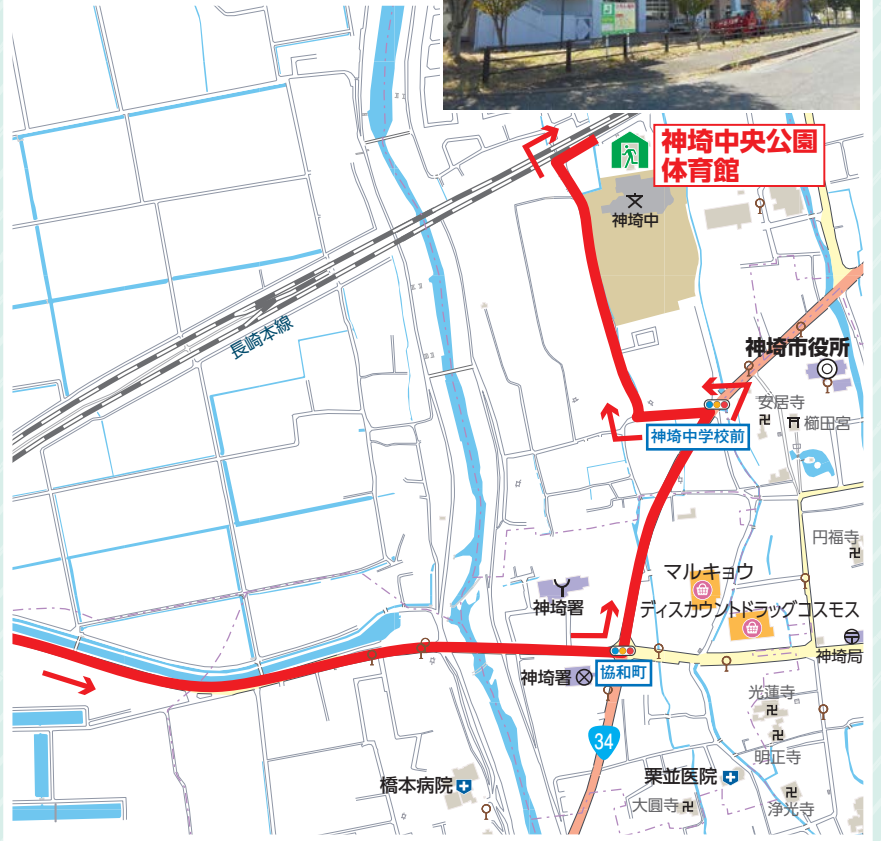 神埼中央公園
体育館
神埼中
長崎本線
神埼市役所
安居寺
櫛田宮
神埼中学校前
円福寺
マルキョウ
神埼署
ディスカウントドラッグコスモス
神埼局
神埼署
協和町
光蓮寺
34
明正寺
栗並医院
橋本病院
大圓寺
浄光寺